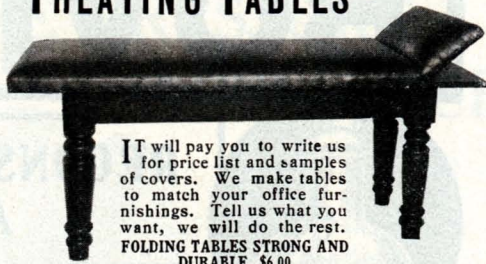 TREATING TABLES
IT will pay you to write us
for price list and samples
of covers. We make tables
to match your office fur-
nishings. Tell us what you
want, we will do the rest.
FOLDING TABLES STRONG AND
DURABLE, $6.00